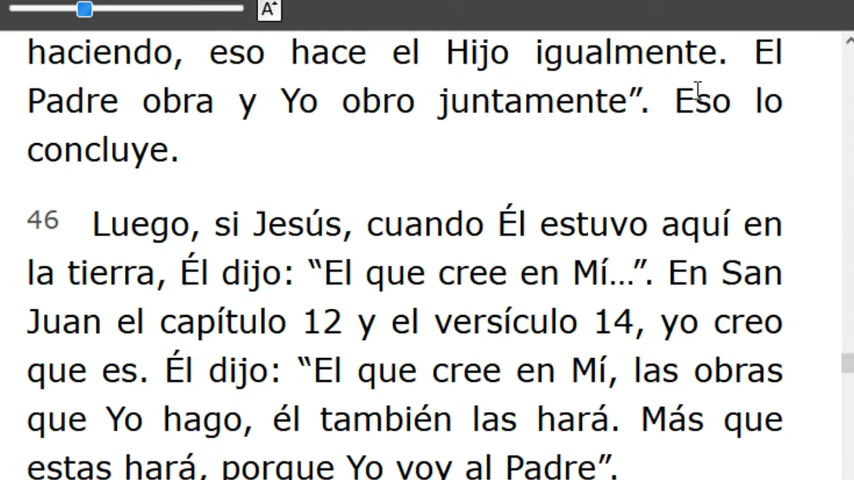 A
haciendo, eso hace el Hijo igualmente. El
Padre obra y Yo obro juntamente”. Eso lo
concluye.
46 Luego, si Jesús, cuando Él estuvo aquí en
la tierra, Él dijo: “El que cree en Mí…”. En San
Juan el capítulo 12 y el versículo 14, yo creo
que es. Él dijo: “El que cree en Mí, las obras
que Yo hago, él también las hará. Más que
estas hará, porque Yo voy al Padre”.